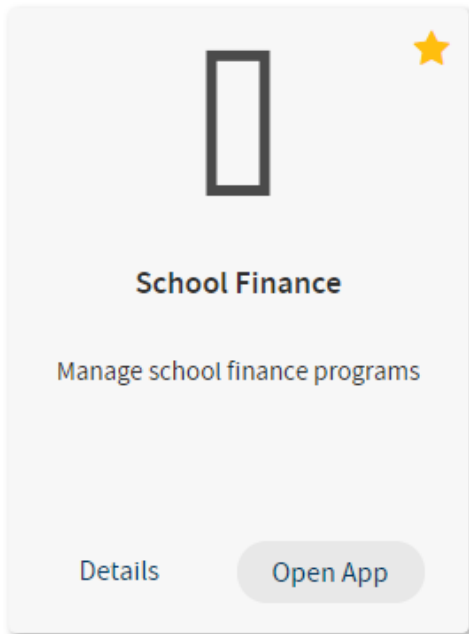 School Finance
Manage school finance programs
Details
Open App